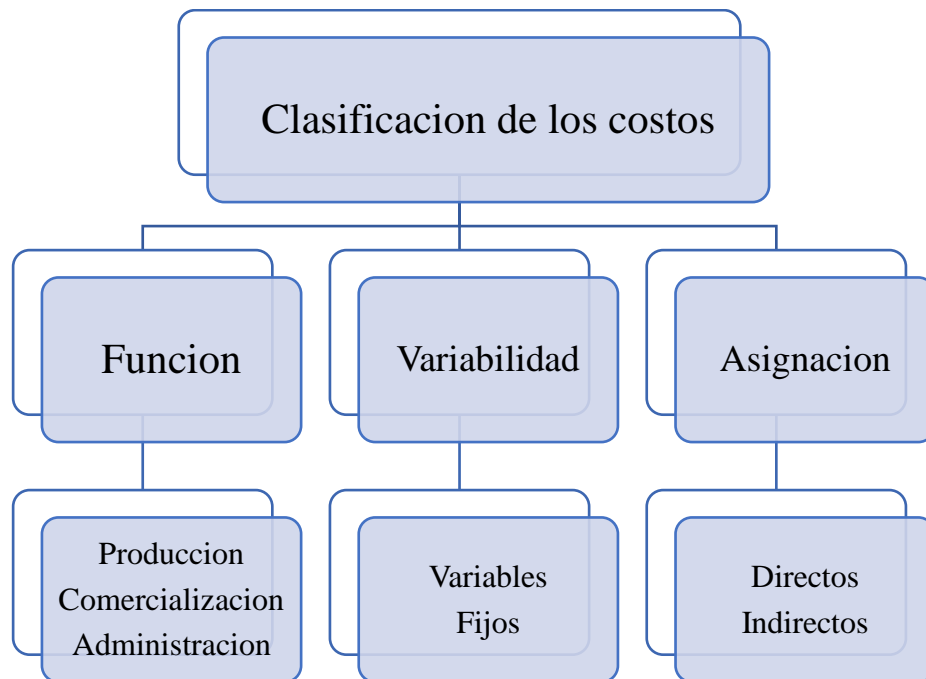 Clasificacion de los costos
Funcion
Variabilidad
Asignacion
Produccion
Comercializacion
Administracion
Variables
Fijos
Directos
Indirectos